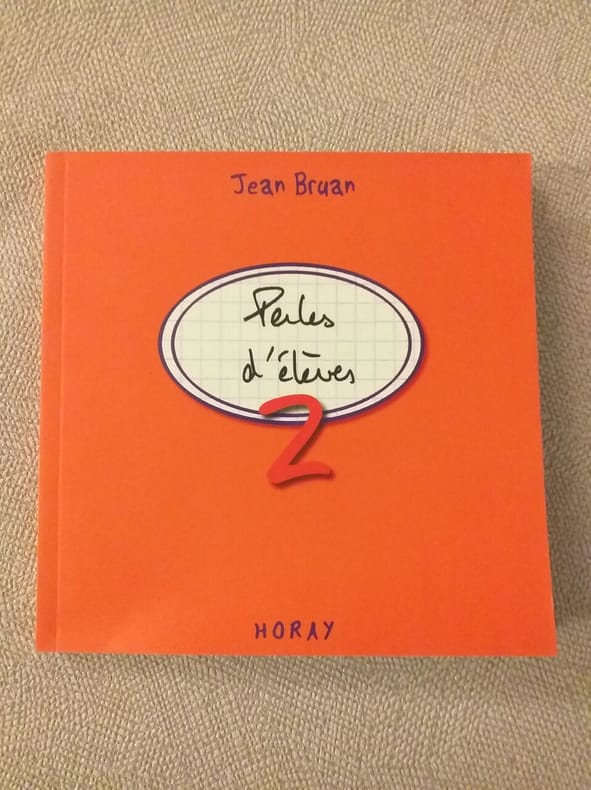 Jean Bruan
Perles
d'élèves
2
HORAY